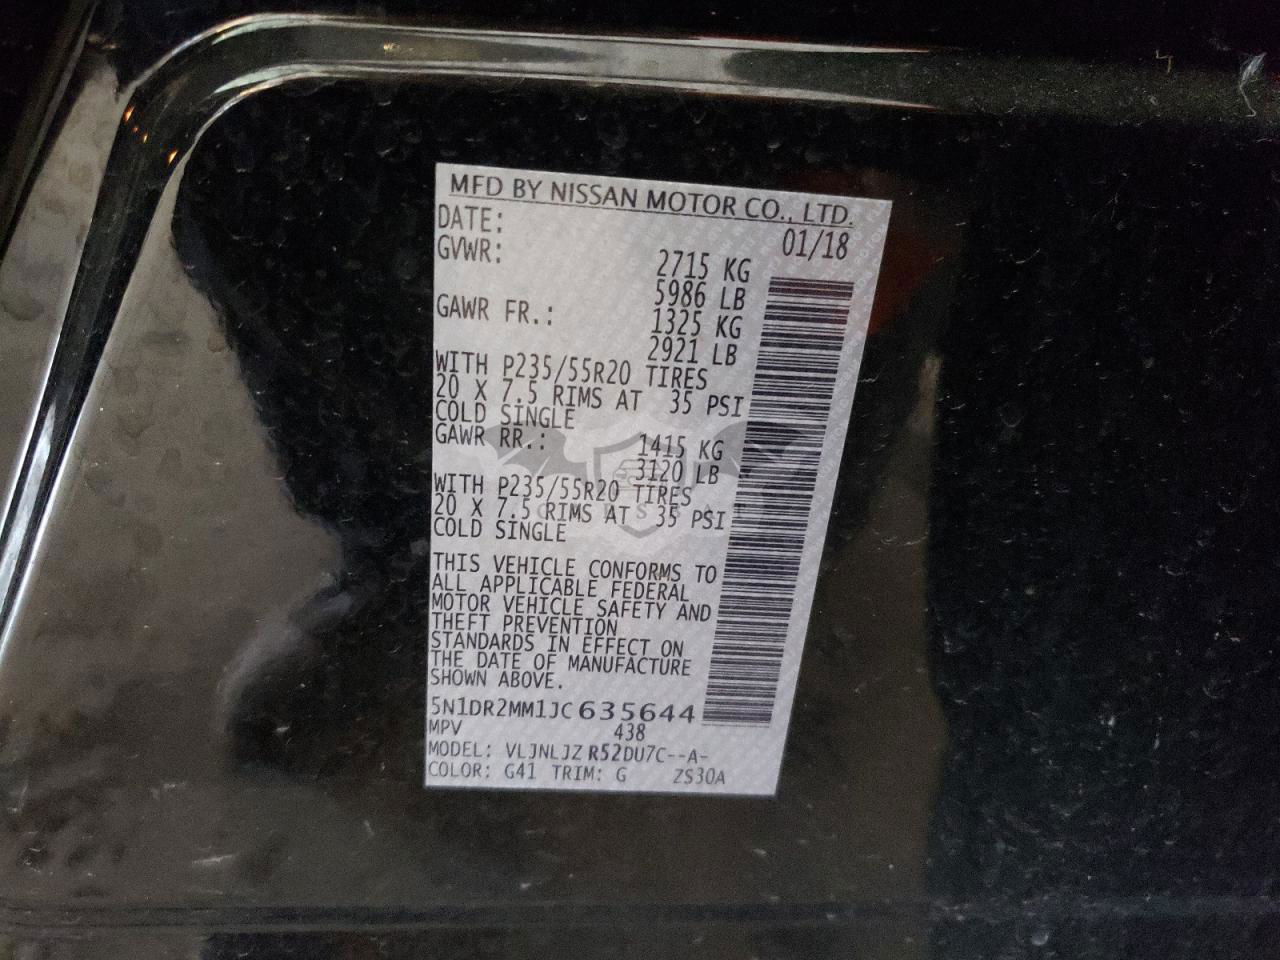 MFD BY NISSAN MOTOR CO., LTD.
DATE: 01/18
GVWR: 2715 KG
5986 LB
GAWR FR.: 1325 KG
2921 LB
WITH P235/55R20 TIRES
20 X 7.5 RIMS AT 35 PSI
COLD SINGLE
GAWR RR.: 1415 KG
3120 LB
WITH P235/55R20 TIRES
20 X 7.5 RIMS AT 35 PSI
COLD SINGLE
THIS VEHICLE CONFORMS TO
ALL APPLICABLE FEDERAL
MOTOR VEHICLE SAFETY AND
THEFT PREVENTION
STANDARDS IN EFFECT ON
THE DATE OF MANUFACTURE
SHOWN ABOVE.
5N1DR2MM1JC635644
MPV 438
MODEL: VLJNLJZ R52DU7C--A-
COLOR: G41 TRIM: G ZS30A